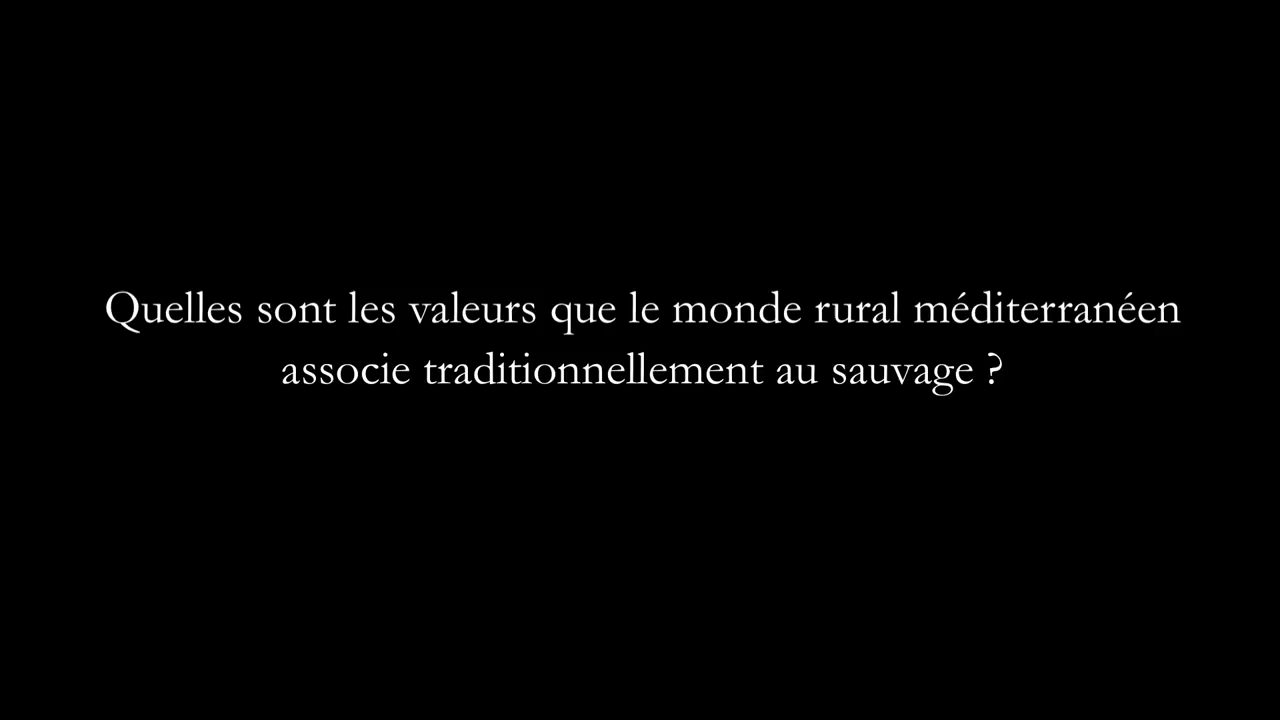 Quelles sont les valeurs que le monde rural méditerranéen
associe traditionnellement au sauvage ?